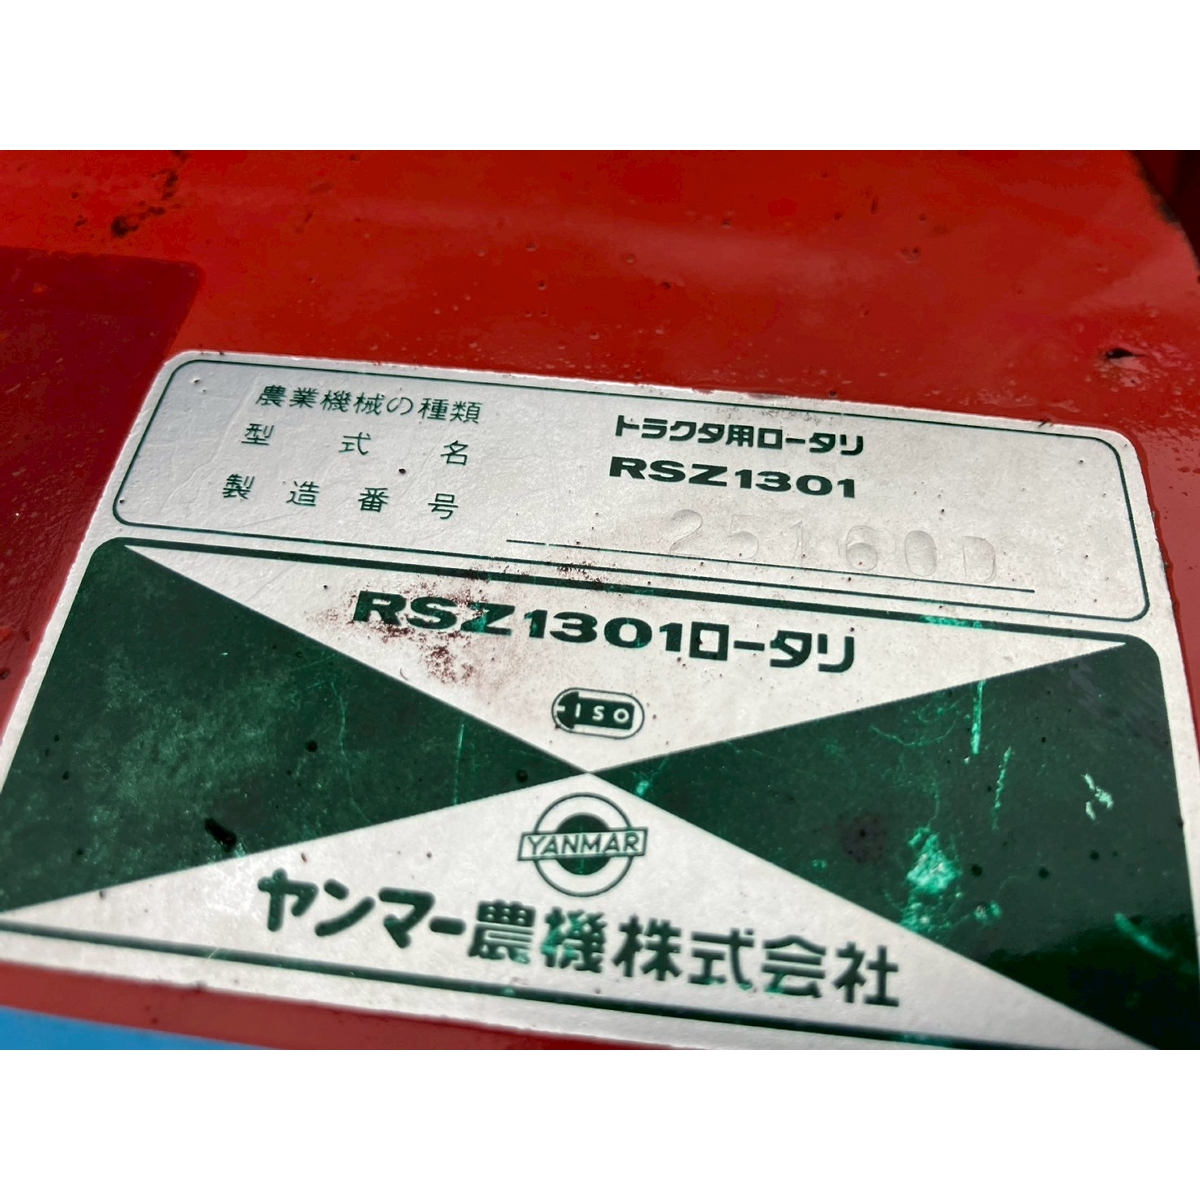 農業機械の種類 トラクタ用ロータリ
型式名 RSZ1301
製造番号 251600
RSZ1301ロータリ
ISO
YANMAR
ヤンマー農機株式会社